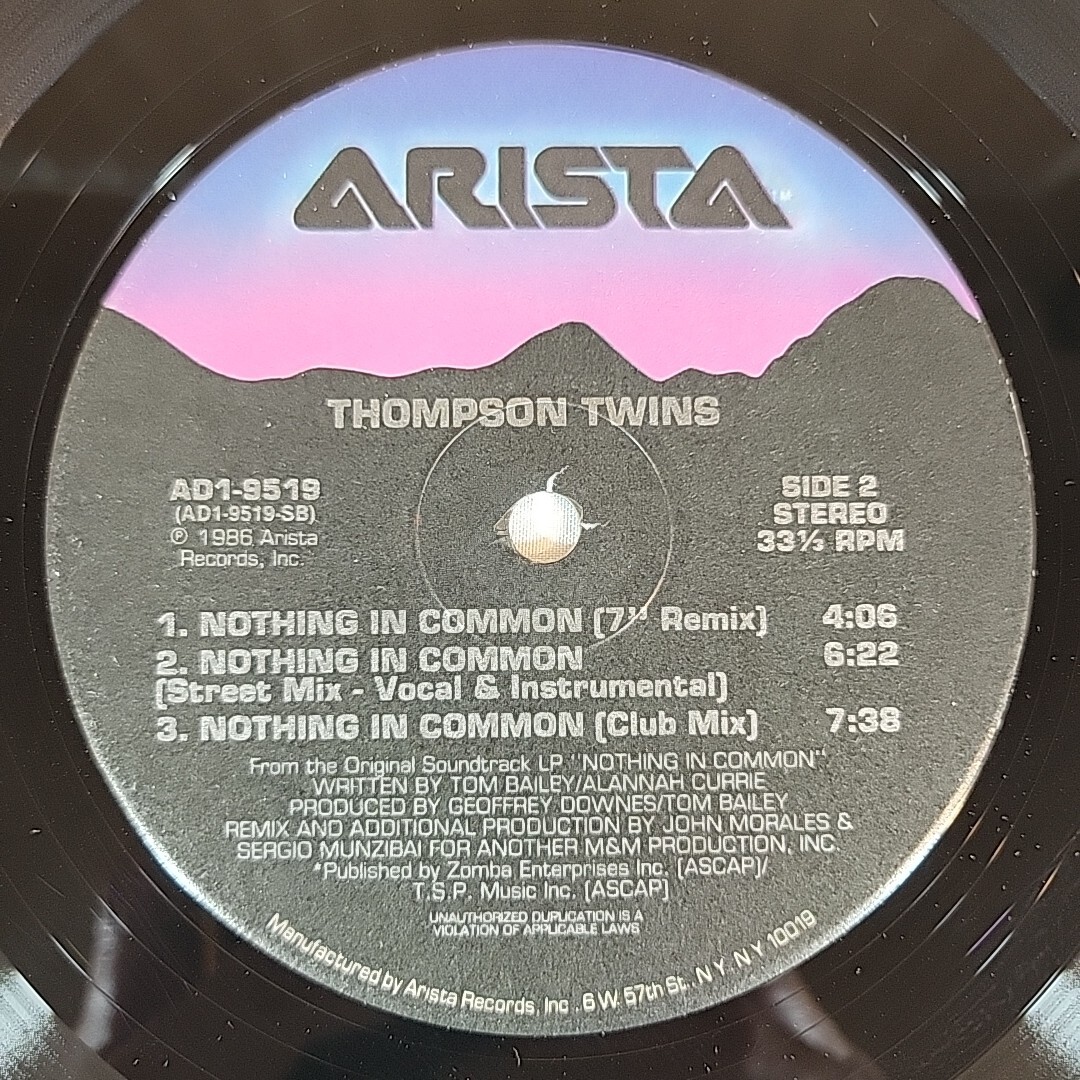 ARISTA
THOMPSON TWINS
AD1-9519
(AD1-9519-SB)
℗ 1986 Arista
Records, Inc.
SIDE 2
STEREO
33⅓ RPM
1. NOTHING IN COMMON (7" Remix) 4:06
2. NOTHING IN COMMON 6:22
(Street Mix - Vocal & Instrumental)
3. NOTHING IN COMMON (Club Mix) 7:38
From the Original Soundtrack LP "NOTHING IN COMMON"
WRITTEN BY TOM BAILEY/ALANNAH CURRIE
PRODUCED BY GEOFFREY DOWNES/TOM BAILEY
REMIX AND ADDITIONAL PRODUCTION BY JOHN MORALES &
SERGIO MUNZIBAI FOR ANOTHER M&M PRODUCTION, INC.
*Published by Zomba Enterprises Inc. (ASCAP)/
T.S.P. Music Inc. (ASCAP)
UNAUTHORIZED DUPLICATION IS A
VIOLATION OF APPLICABLE LAWS
Manufactured by Arista Records, Inc., 6 W. 57th St., N.Y. N.Y. 10019